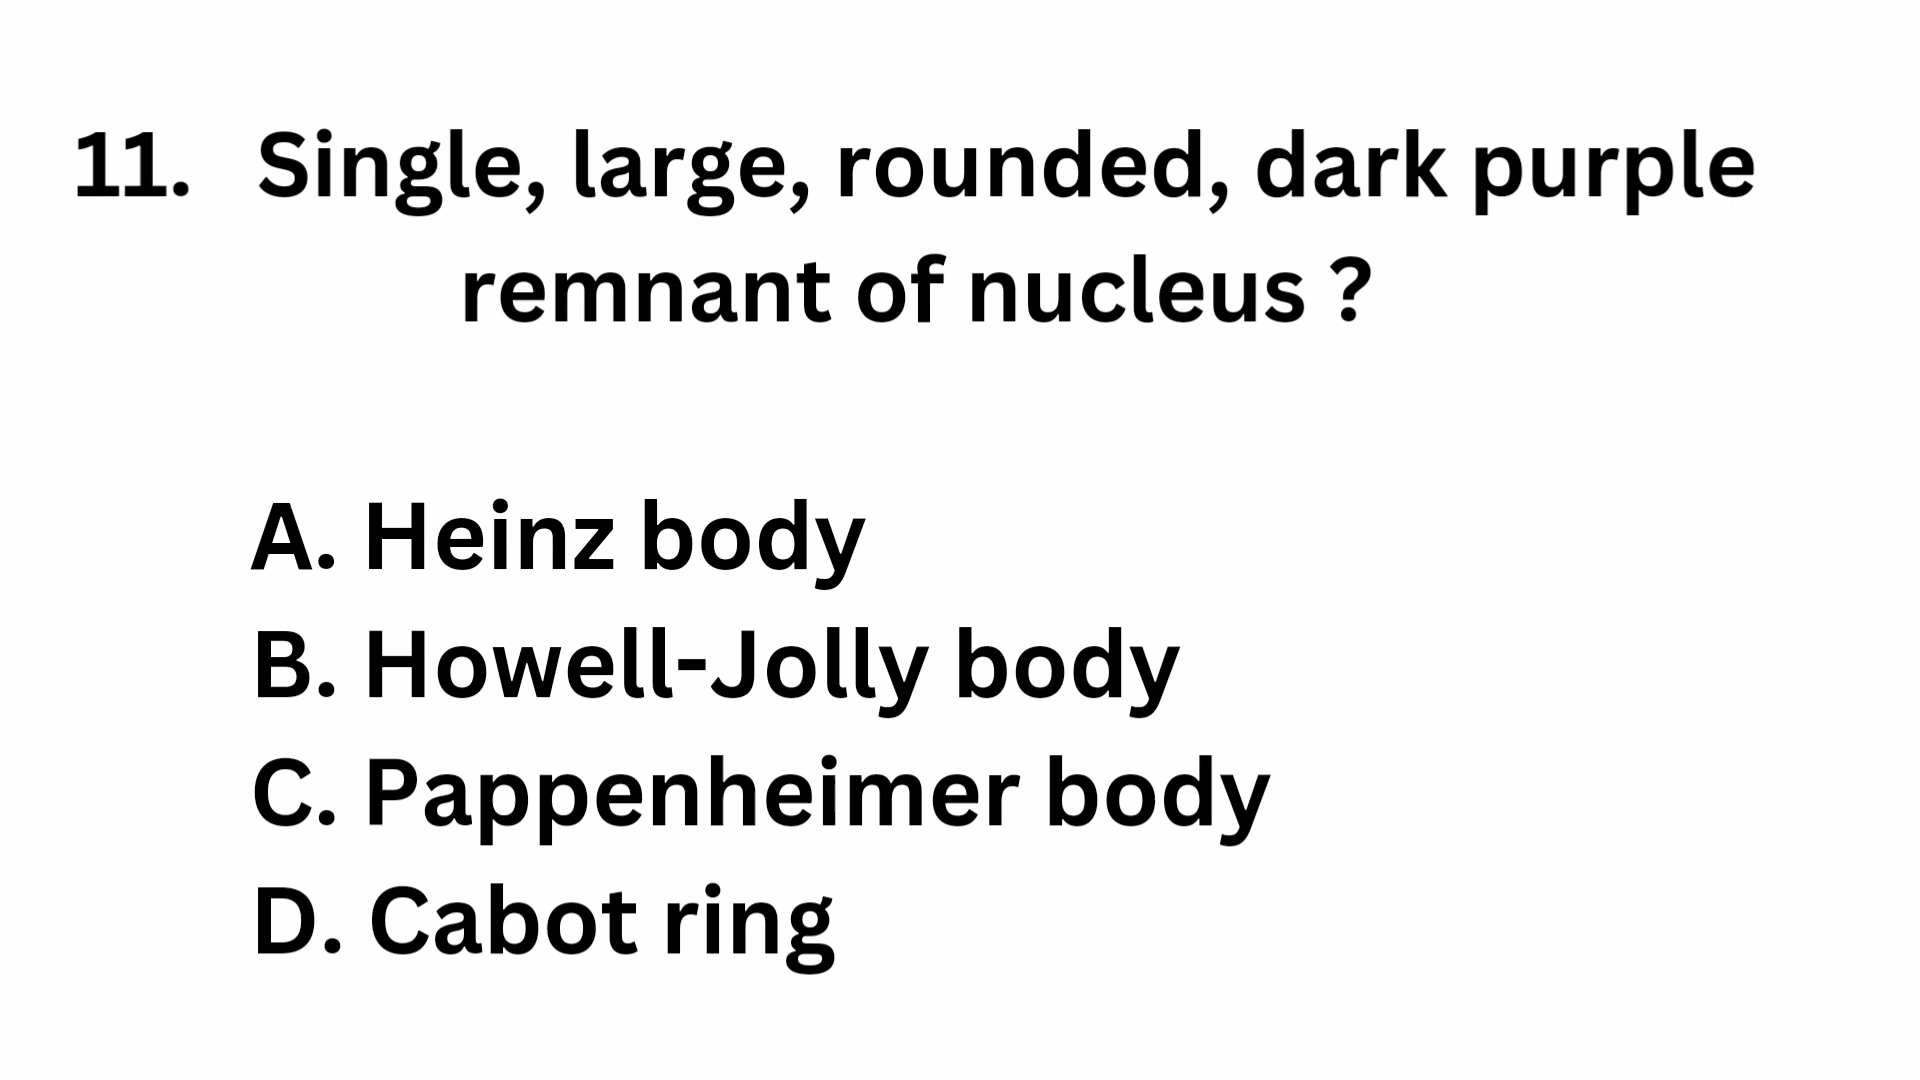 11. Single, large, rounded, dark purple
remnant of nucleus ?
A. Heinz body
B. Howell-Jolly body
C. Pappenheimer body
D. Cabot ring